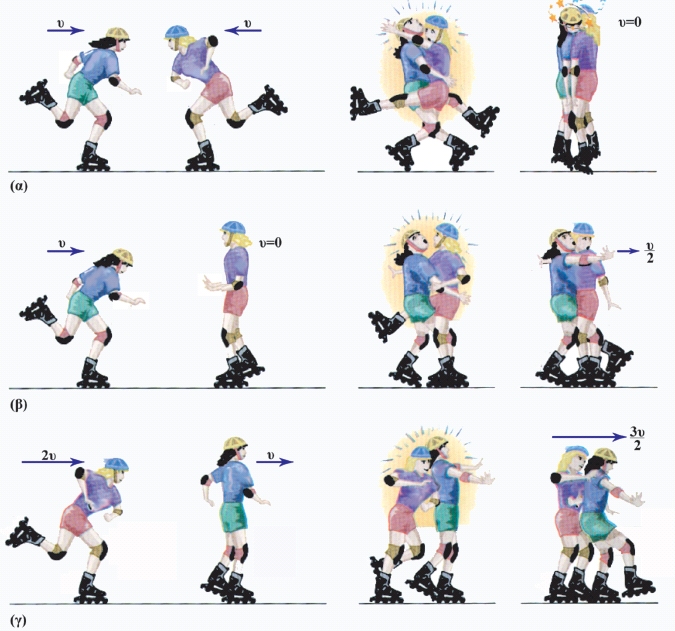 υ υ υ=0
(α)
υ υ=0 υ/2
(β)
2υ υ 3υ/2
(γ)